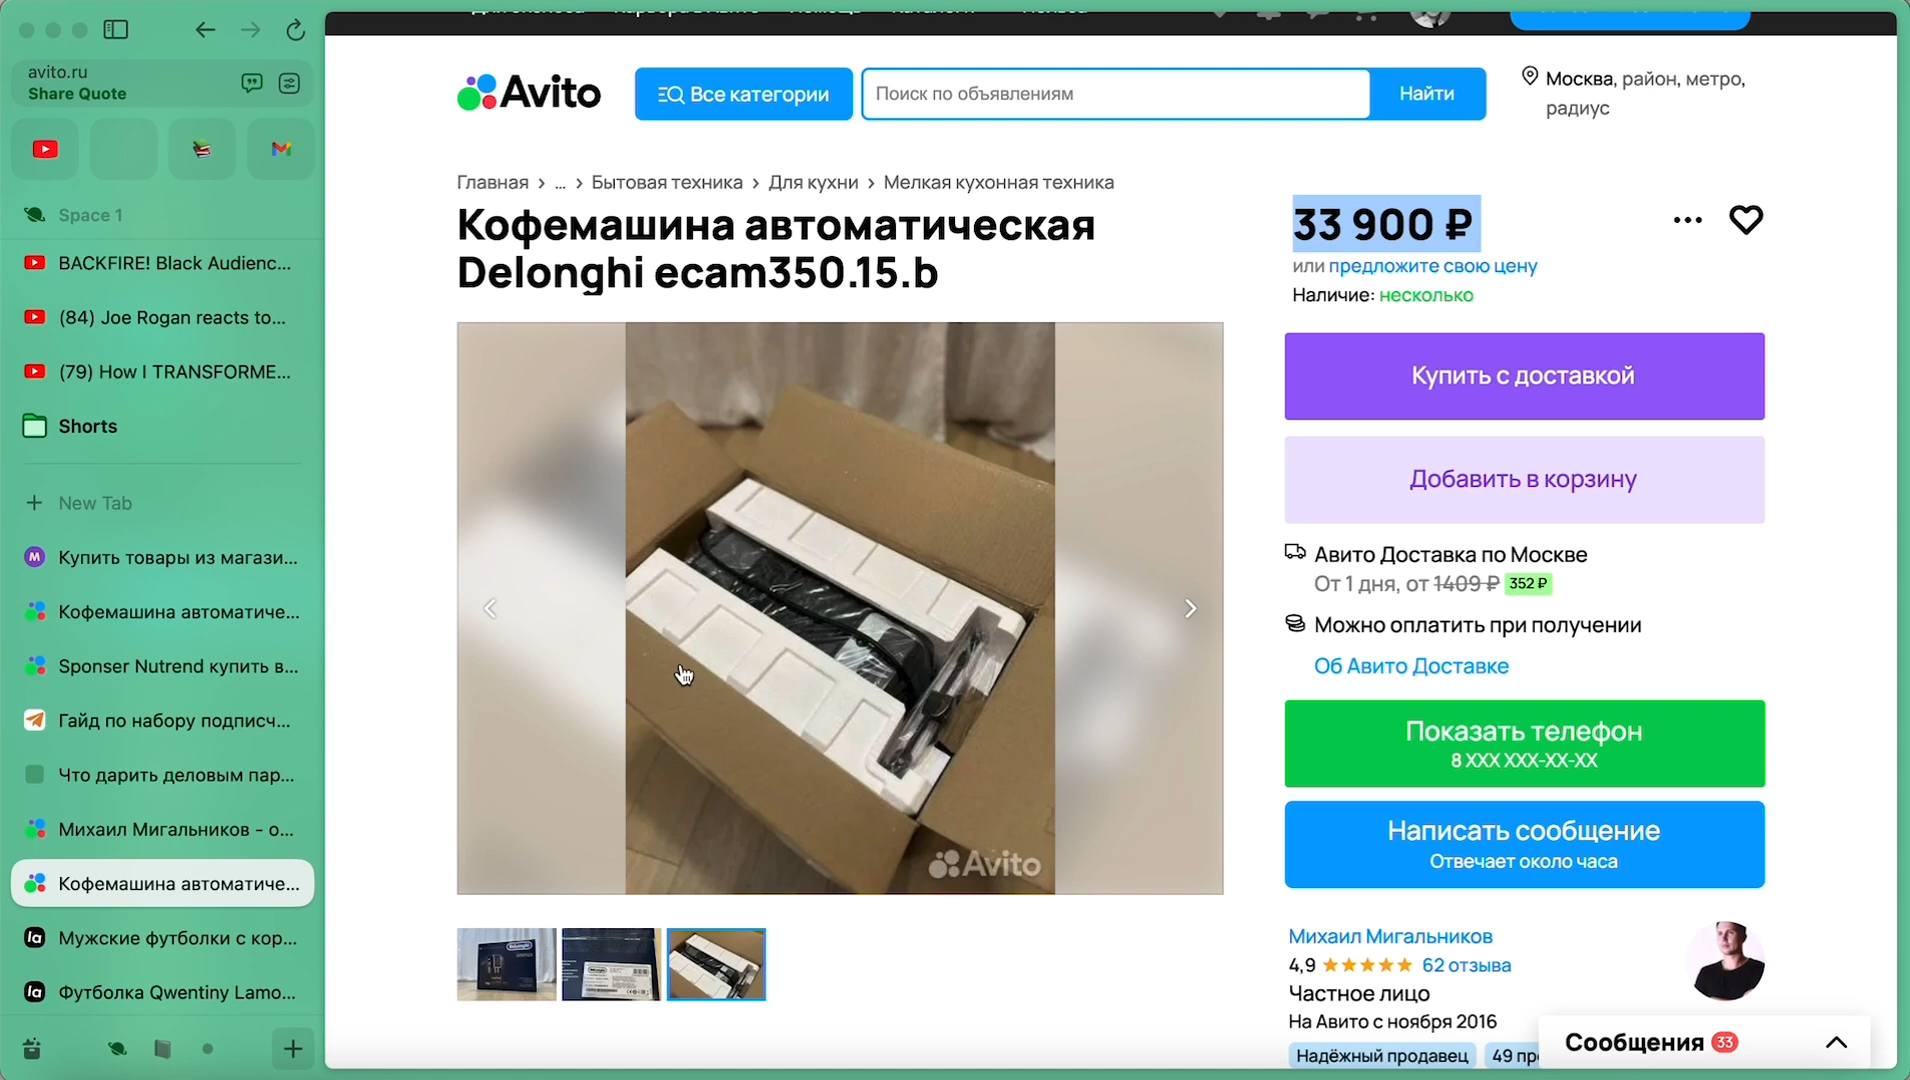 avito.ru
Share Quote
Space 1
BACKFIRE! Black Audienc...
(84) Joe Rogan reacts to...
(79) How I TRANSFORME...
Shorts
New Tab
Купить товары из магази...
Кофемашина автоматиче...
Sponser Nutrend купить в...
Гайд по набору подписч...
Что дарить деловым пар...
Михаил Мигальников - о...
Кофемашина автоматиче...
Мужские футболки с кор...
Футболка Qwentiny Lamo...
Avito
Все категории
Поиск по объявлениям
Найти
Москва, район, метро,
радиус
Главная › ... › Бытовая техника › Для кухни › Мелкая кухонная техника
Кофемашина автоматическая
Delonghi ecam350.15.b
33 900 ₽
или предложите свою цену
Наличие: несколько
Купить с доставкой
Добавить в корзину
Авито Доставка по Москве
От 1 дня, от 1409 ₽ 352 ₽
Можно оплатить при получении
Об Авито Доставке
Показать телефон
8 XXX XXX-XX-XX
Написать сообщение
Отвечает около часа
Avito
Михаил Мигальников
4,9 62 отзыва
Частное лицо
На Авито с ноября 2016
Надёжный продавец
49 пр
Сообщения 33